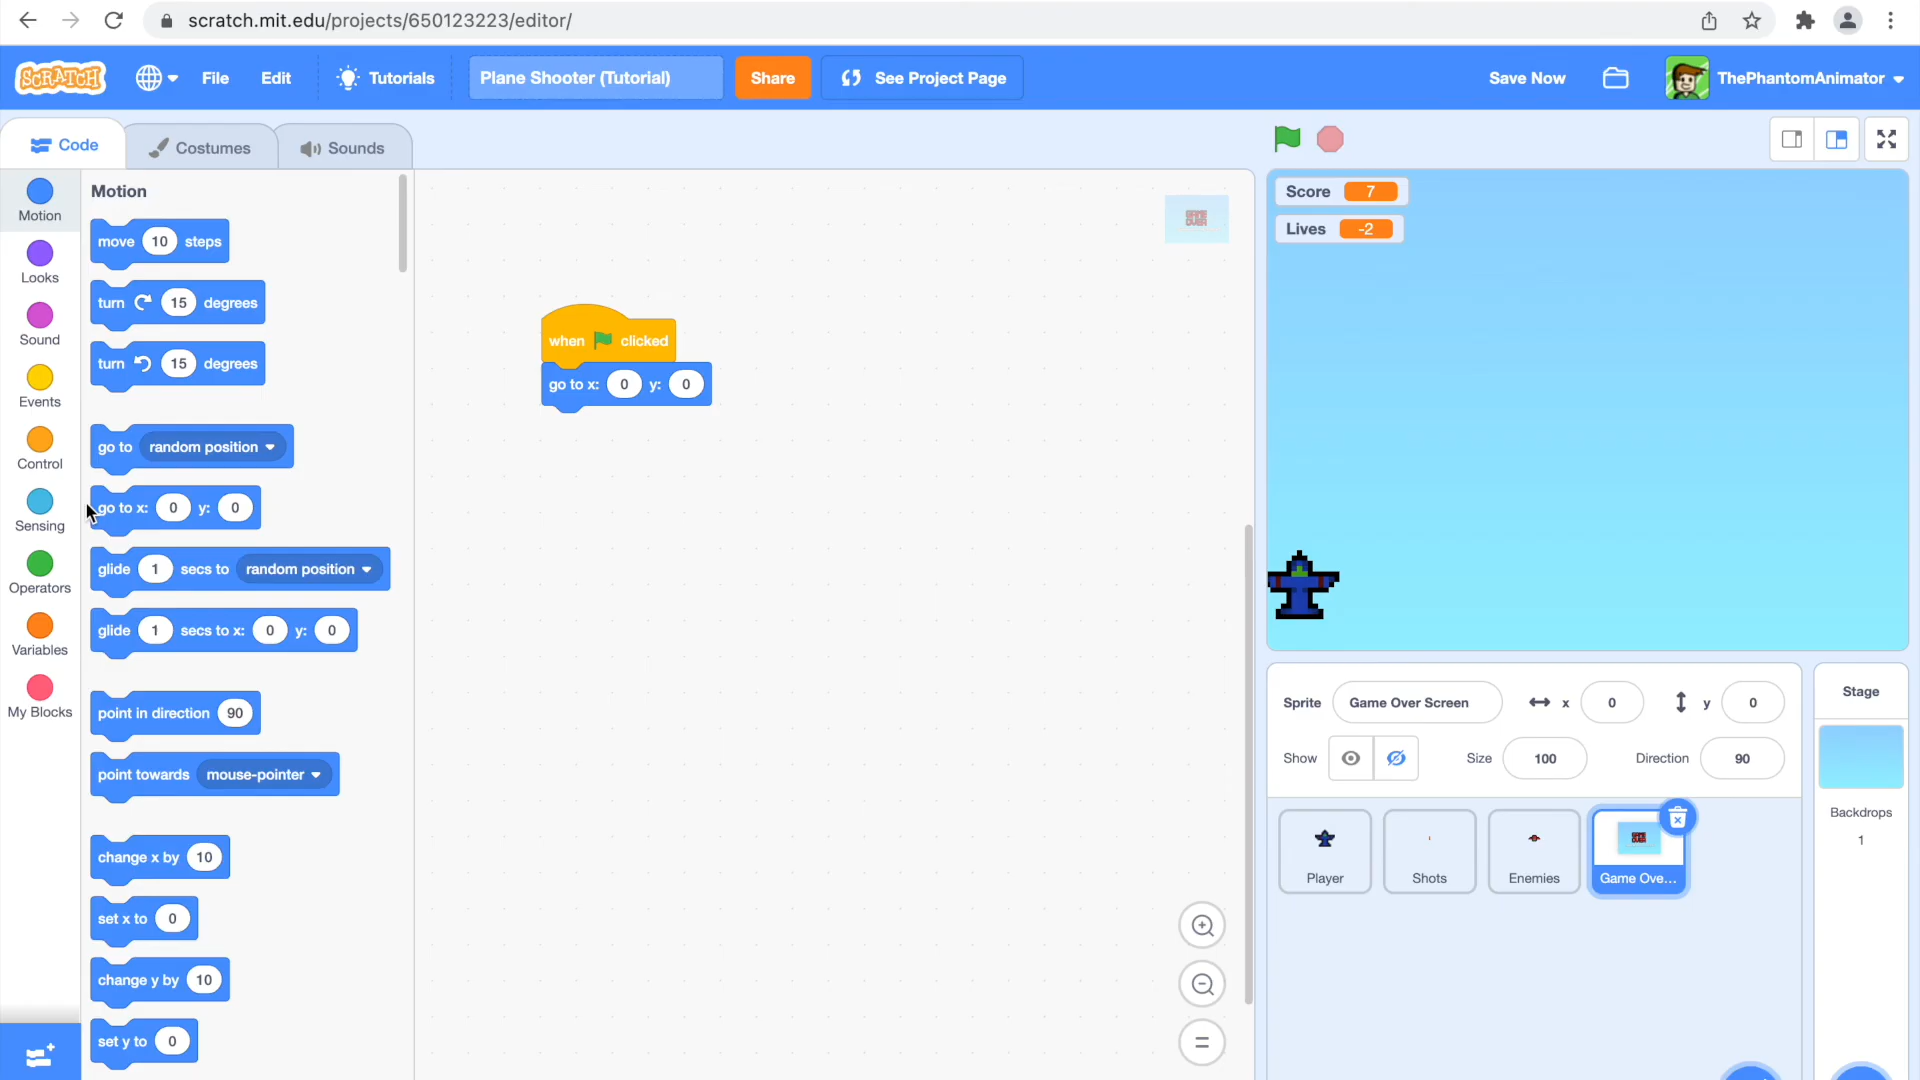 scratch.mit.edu/projects/650123223/editor/
SCRATCH
File
Edit
Tutorials
Plane Shooter (Tutorial)
Share
See Project Page
Save Now
ThePhantomAnimator
Code
Costumes
Sounds
Motion
Looks
Sound
Events
Control
Sensing
Operators
Variables
My Blocks
Motion
move 10 steps
turn 15 degrees
turn 15 degrees
go to random position
go to x: 0 y: 0
glide 1 secs to random position
glide 1 secs to x: 0 y: 0
point in direction 90
point towards mouse-pointer
change x by 10
set x to 0
change y by 10
set y to 0
when clicked
go to x: 0 y: 0
GAME
OVER
Score 7
Lives -2
Sprite Game Over Screen x 0 y 0
Show Size 100 Direction 90
Player
Shots
Enemies
Game Ove...
Stage
Backdrops
1